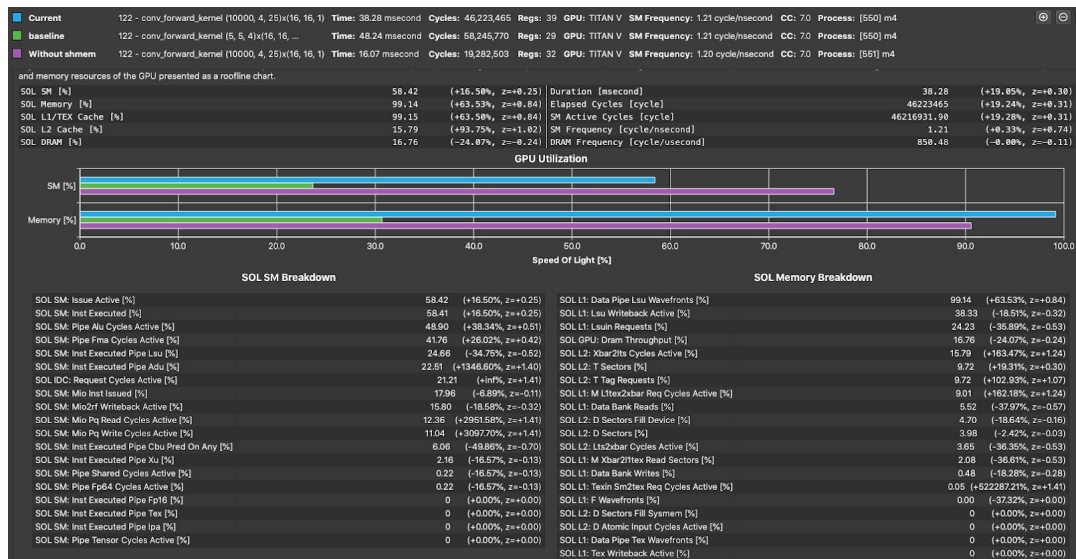 Current 122 - conv_forward_kernel (10000, 4, 25)x(16, 16, 1) Time: 38.28 msecond Cycles: 46,223,465 Regs: 39 GPU: TITAN V SM Frequency: 1.21 cycle/nsecond CC: 7.0 Process: [550] m4
baseline 122 - conv_forward_kernel (5, 5, 4)x(16, 16, ... Time: 48.24 msecond Cycles: 58,245,770 Regs: 29 GPU: TITAN V SM Frequency: 1.21 cycle/nsecond CC: 7.0 Process: [550] m4
Without shmem 122 - conv_forward_kernel (10000, 4, 25)x(16, 16, 1) Time: 16.07 msecond Cycles: 19,282,503 Regs: 32 GPU: TITAN V SM Frequency: 1.20 cycle/nsecond CC: 7.0 Process: [551] m4
and memory resources of the GPU presented as a roofline chart.
SOL SM [%] 58.42 (+16.50%, z=+0.25) Duration [msecond] 38.28 (+19.05%, z=+0.30)
SOL Memory [%] 99.14 (+63.53%, z=+0.84) Elapsed Cycles [cycle] 46223465 (+19.24%, z=+0.31)
SOL L1/TEX Cache [%] 99.15 (+63.50%, z=+0.84) SM Active Cycles [cycle] 46216931.90 (+19.28%, z=+0.31)
SOL L2 Cache [%] 15.79 (+93.75%, z=+1.02) SM Frequency [cycle/nsecond] 1.21 (+0.33%, z=+0.74)
SOL DRAM [%] 16.76 (-24.07%, z=-0.24) DRAM Frequency [cycle/usecond] 850.48 (-0.00%, z=-0.11)
GPU Utilization
SM [%]
Memory [%]
0.0 10.0 20.0 30.0 40.0 50.0 60.0 70.0 80.0 90.0 100.0
Speed Of Light [%]
SOL SM Breakdown
SOL SM: Issue Active [%] 58.42 (+16.50%, z=+0.25)
SOL SM: Inst Executed [%] 58.41 (+16.50%, z=+0.25)
SOL SM: Pipe Alu Cycles Active [%] 48.90 (+38.34%, z=+0.51)
SOL SM: Pipe Fma Cycles Active [%] 41.76 (+26.02%, z=+0.42)
SOL SM: Inst Executed Pipe Lsu [%] 24.66 (-34.75%, z=-0.52)
SOL SM: Inst Executed Pipe Adu [%] 22.51 (+1346.60%, z=+1.40)
SOL IDC: Request Cycles Active [%] 21.21 (+inf%, z=+1.41)
SOL SM: Mio Inst Issued [%] 17.96 (-6.89%, z=-0.11)
SOL SM: Mio2rf Writeback Active [%] 15.80 (-18.58%, z=-0.32)
SOL SM: Mio Pq Read Cycles Active [%] 12.36 (+2951.58%, z=+1.41)
SOL SM: Mio Pq Write Cycles Active [%] 11.04 (+3097.70%, z=+1.41)
SOL SM: Inst Executed Pipe Cbu Pred On Any [%] 6.06 (-49.86%, z=-0.70)
SOL SM: Inst Executed Pipe Xu [%] 2.16 (-16.57%, z=-0.13)
SOL SM: Pipe Shared Cycles Active [%] 0.22 (-16.57%, z=-0.13)
SOL SM: Pipe Fp64 Cycles Active [%] 0.22 (-16.57%, z=-0.13)
SOL SM: Inst Executed Pipe Fp16 [%] 0 (+0.00%, z=+0.00)
SOL SM: Inst Executed Pipe Tex [%] 0 (+0.00%, z=+0.00)
SOL SM: Inst Executed Pipe Ipa [%] 0 (+0.00%, z=+0.00)
SOL SM: Pipe Tensor Cycles Active [%] 0 (+0.00%, z=+0.00)
SOL Memory Breakdown
SOL L1: Data Pipe Lsu Wavefronts [%] 99.14 (+63.53%, z=+0.84)
SOL L1: Lsu Writeback Active [%] 38.33 (-18.51%, z=-0.32)
SOL L1: Lsuin Requests [%] 24.23 (-35.89%, z=-0.53)
SOL GPU: Dram Throughput [%] 16.76 (-24.07%, z=-0.24)
SOL L2: Xbar2lts Cycles Active [%] 15.79 (+163.47%, z=+1.24)
SOL L2: T Sectors [%] 9.72 (+19.31%, z=+0.30)
SOL L2: T Tag Requests [%] 9.72 (+102.93%, z=+1.07)
SOL L1: M L1tex2xbar Req Cycles Active [%] 9.01 (+162.18%, z=+1.24)
SOL L1: Data Bank Reads [%] 5.52 (-37.97%, z=-0.57)
SOL L2: D Sectors Fill Device [%] 4.70 (-18.64%, z=-0.16)
SOL L2: D Sectors [%] 3.98 (-2.42%, z=-0.03)
SOL L2: Lts2xbar Cycles Active [%] 3.65 (-36.35%, z=-0.53)
SOL L1: M Xbar2l1tex Read Sectors [%] 2.08 (-36.61%, z=-0.53)
SOL L1: Data Bank Writes [%] 0.48 (-18.28%, z=-0.28)
SOL L1: Texin Sm2tex Req Cycles Active [%] 0.05 (+522287.21%, z=+1.41)
SOL L1: F Wavefronts [%] 0.00 (-37.32%, z=+0.00)
SOL L2: D Sectors Fill Sysmem [%] 0 (+0.00%, z=+0.00)
SOL L2: D Atomic Input Cycles Active [%] 0 (+0.00%, z=+0.00)
SOL L1: Data Pipe Tex Wavefronts [%] 0 (+0.00%, z=+0.00)
SOL L1: Tex Writeback Active [%] 0 (+0.00%, z=+0.00)